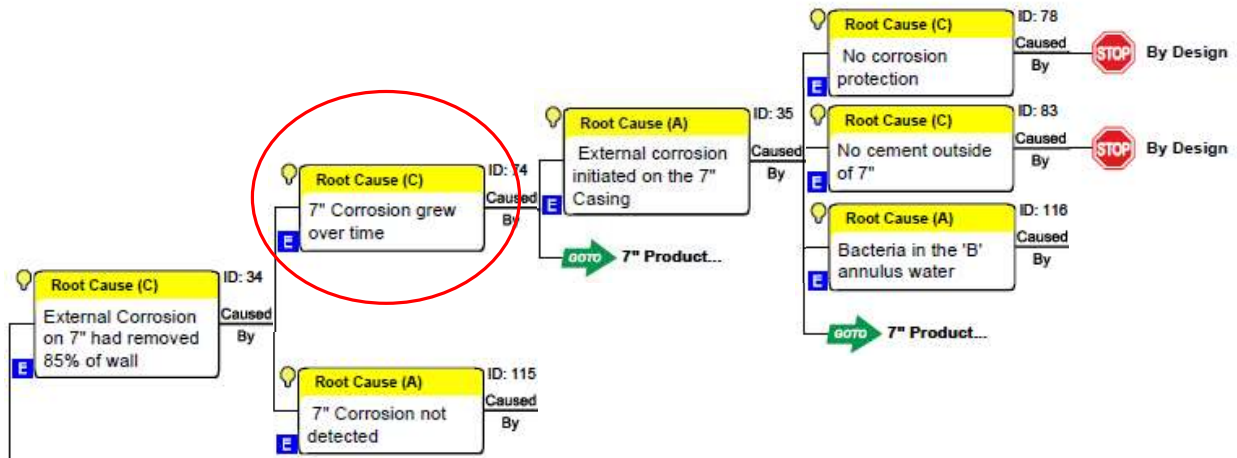 Root Cause (C)
ID: 78
No corrosion
protection
Caused
By
E
STOP
By Design
Root Cause (A)
ID: 35
External corrosion
initiated on the 7"
Casing
Caused
By
E
Root Cause (C)
ID: 83
No cement outside
of 7"
Caused
By
E
STOP
By Design
Root Cause (C)
ID: 74
7" Corrosion grew
over time
Caused
By
E
Root Cause (A)
ID: 116
Bacteria in the 'B'
annulus water
Caused
By
E
GOTO
7" Product...
Root Cause (C)
ID: 34
External Corrosion
on 7" had removed
85% of wall
Caused
By
E
GOTO
7" Product...
Root Cause (A)
ID: 115
7" Corrosion not
detected
Caused
By
E